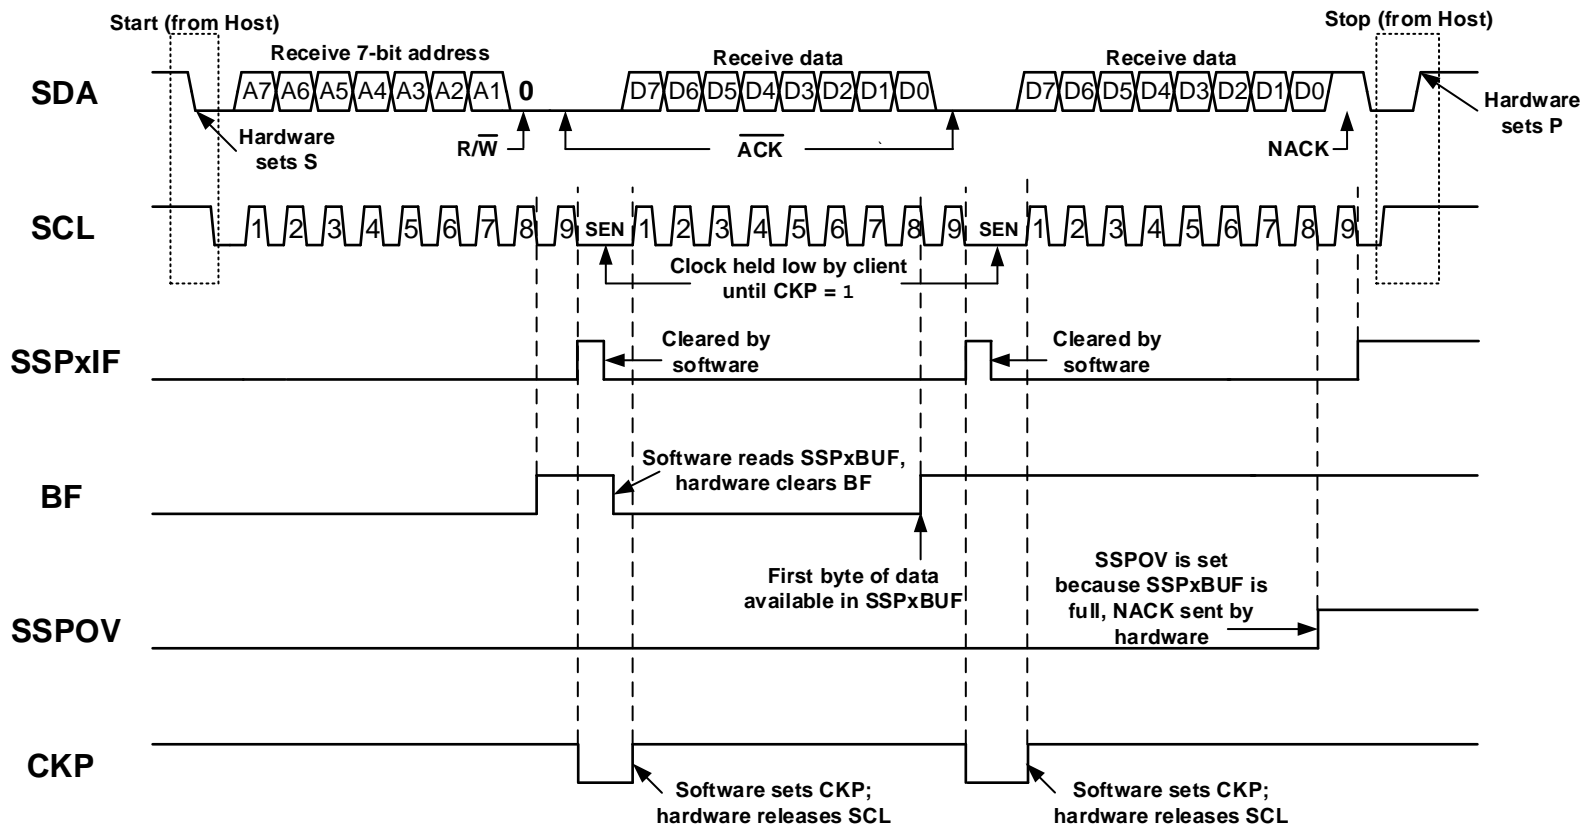 Start (from Host)
Stop (from Host)
Receive 7-bit address
Receive data
Receive data
SDA
A7 A6 A5 A4 A3 A2 A1 0
D7 D6 D5 D4 D3 D2 D1 D0
D7 D6 D5 D4 D3 D2 D1 D0
Hardware
sets S
R/W
ACK
NACK
Hardware
sets P
SCL
1 2 3 4 5 6 7 8 9 SEN 1 2 3 4 5 6 7 8 9 SEN 1 2 3 4 5 6 7 8 9
Clock held low by client
until CKP = 1
SSPxIF
Cleared by
software
Cleared by
software
BF
Software reads SSPxBUF,
hardware clears BF
First byte of data
available in SSPxBUF
SSPOV is set
because SSPxBUF is
full, NACK sent by
hardware
SSPOV
CKP
Software sets CKP;
hardware releases SCL
Software sets CKP;
hardware releases SCL